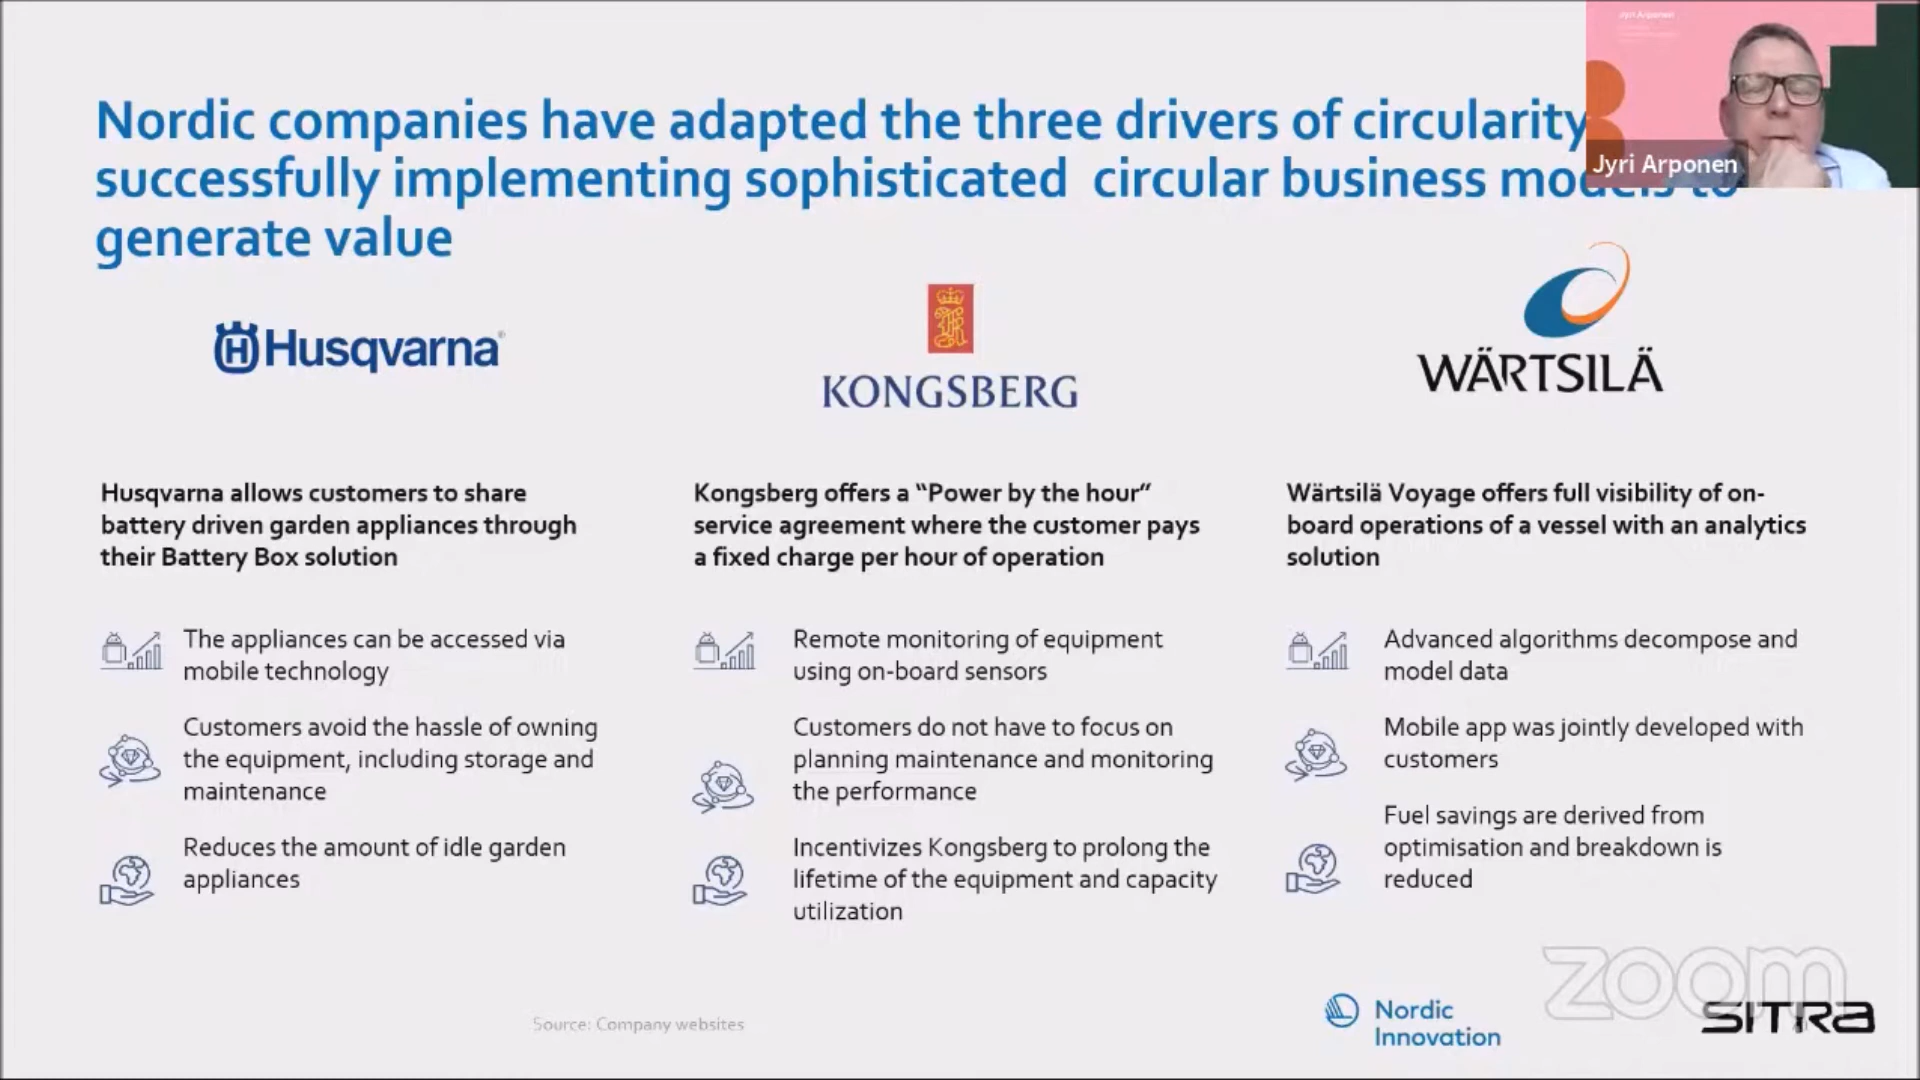 Nordic companies have adapted the three drivers of circularity
successfully implementing sophisticated circular business models to
generate value
Jyri Arponen
Jyri Arponen
Husqvarna
KONGSBERG
WÄRTSILÄ
Husqvarna allows customers to share
battery driven garden appliances through
their Battery Box solution
The appliances can be accessed via
mobile technology
Customers avoid the hassle of owning
the equipment, including storage and
maintenance
Reduces the amount of idle garden
appliances
Kongsberg offers a “Power by the hour”
service agreement where the customer pays
a fixed charge per hour of operation
Remote monitoring of equipment
using on-board sensors
Customers do not have to focus on
planning maintenance and monitoring
the performance
Incentivizes Kongsberg to prolong the
lifetime of the equipment and capacity
utilization
Wärtsilä Voyage offers full visibility of on-
board operations of a vessel with an analytics
solution
Advanced algorithms decompose and
model data
Mobile app was jointly developed with
customers
Fuel savings are derived from
optimisation and breakdown is
reduced
Source: Company websites
Nordic
Innovation
zoom
SITRA